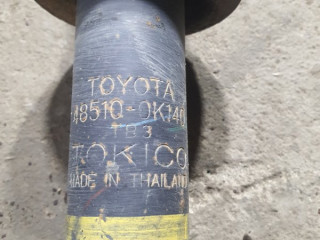 TOYOTA
48510-0K140
TB3
TOKICO
MADE IN THAILAND